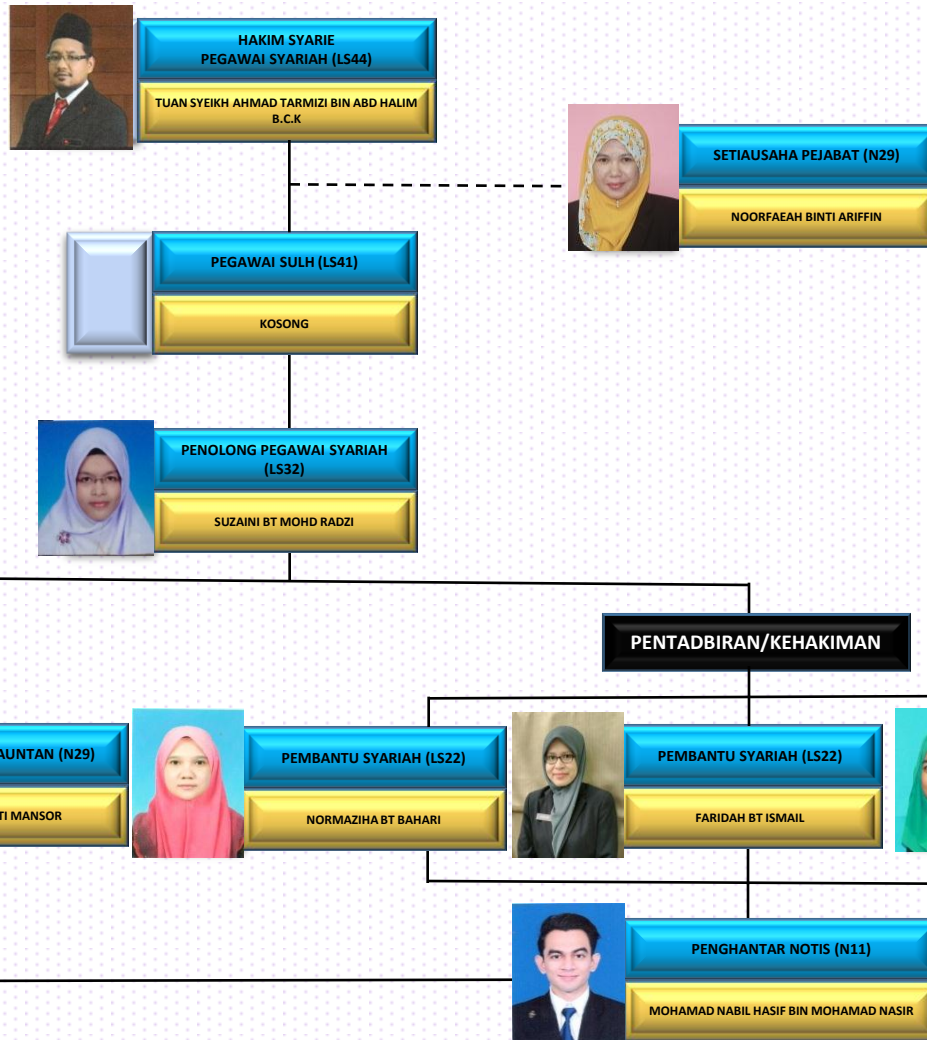 HAKIM SYARIE
PEGAWAI SYARIAH (LS44)
TUAN SYEIKH AHMAD TARMIZI BIN ABD HALIM
B.C.K
SETIAUSAHA PEJABAT (N29)
NOORFAEAH BINTI ARIFFIN
PEGAWAI SULH (LS41)
KOSONG
PENOLONG PEGAWAI SYARIAH
(LS32)
SUZAINI BT MOHD RADZI
PENTADBIRAN/KEHAKIMAN
AUNTAN (N29)
TI MANSOR
PEMBANTU SYARIAH (LS22)
NORMAZIHA BT BAHARI
PEMBANTU SYARIAH (LS22)
FARIDAH BT ISMAIL
PENGHANTAR NOTIS (N11)
MOHAMAD NABIL HASIF BIN MOHAMAD NASIR